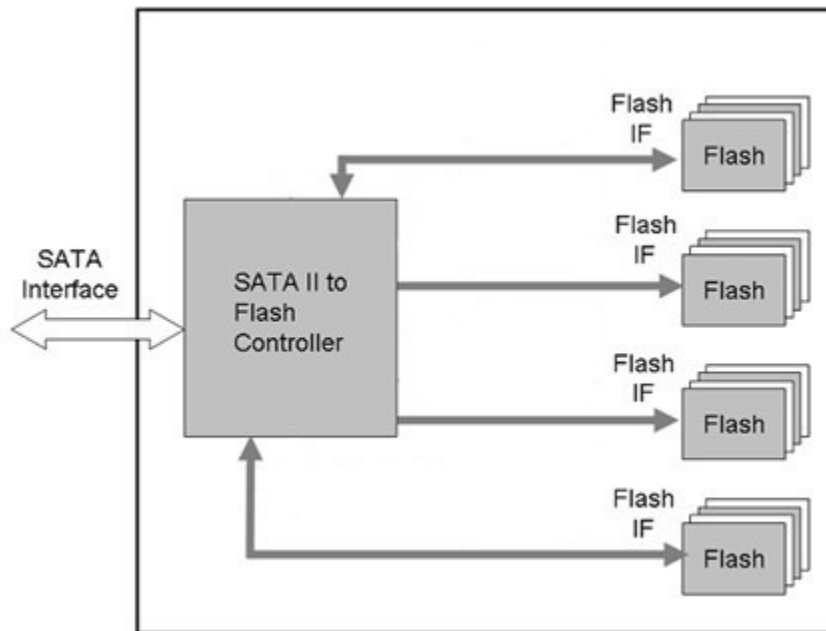 Flash
IF
Flash
SATA
Interface
SATA II to
Flash
Controller
Flash
IF
Flash
Flash
IF
Flash
Flash
IF
Flash